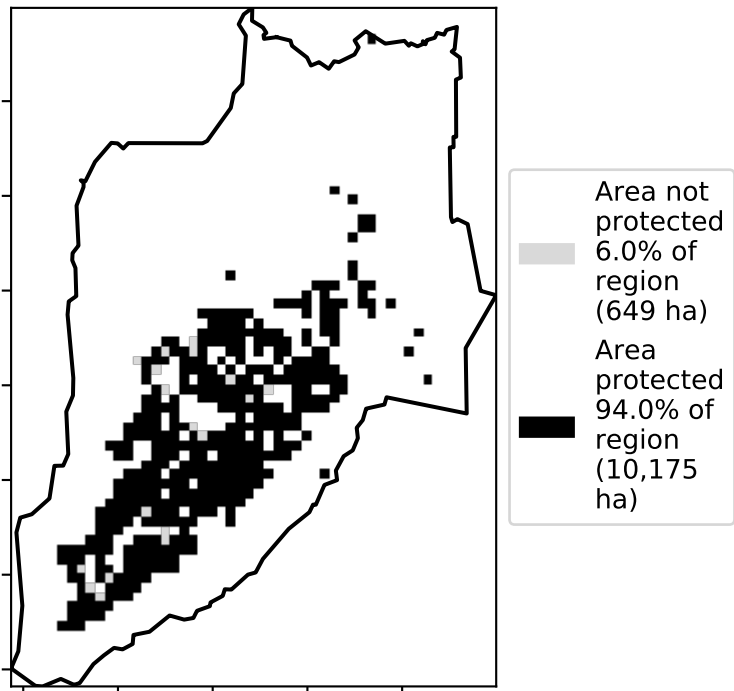 Area not
protected
6.0% of
region
(649 ha)
Area
protected
94.0% of
region
(10,175
ha)